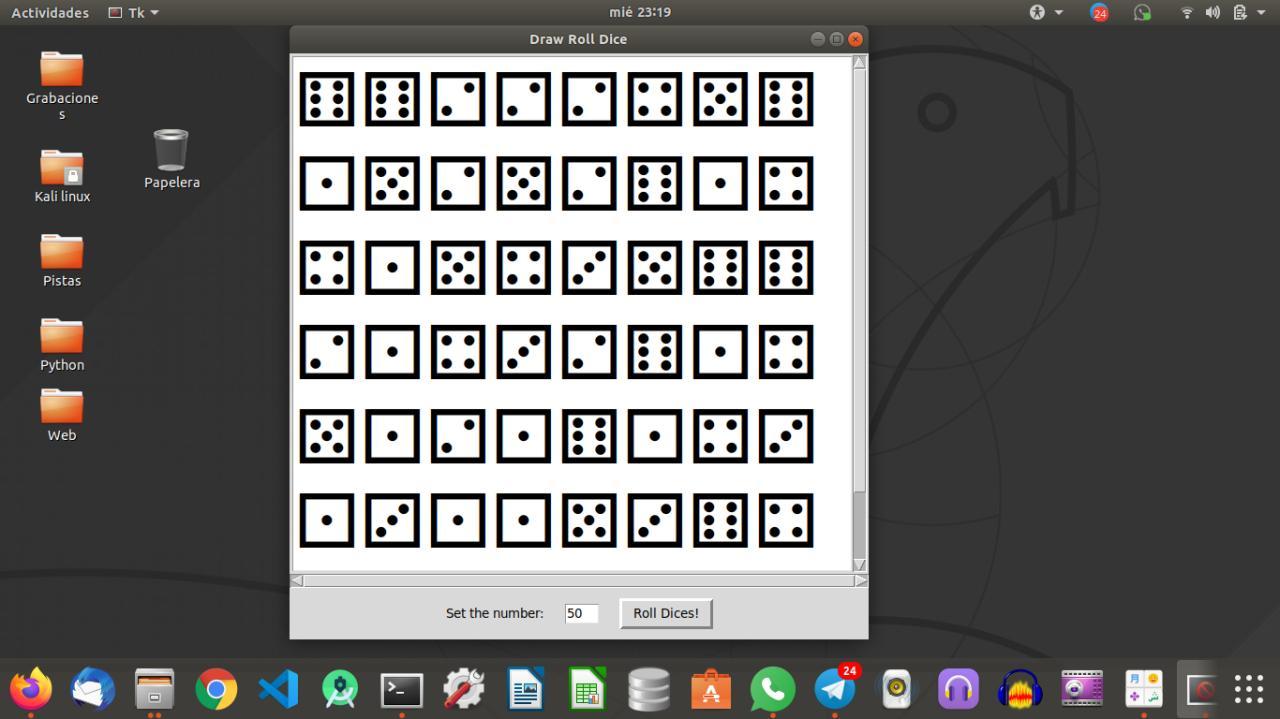 Actividades
Tk
mié 23:19
24
Draw Roll Dice
Grabacione
s
Papelera
Kali linux
Pistas
Python
Web
Set the number:
50
Roll Dices!
24